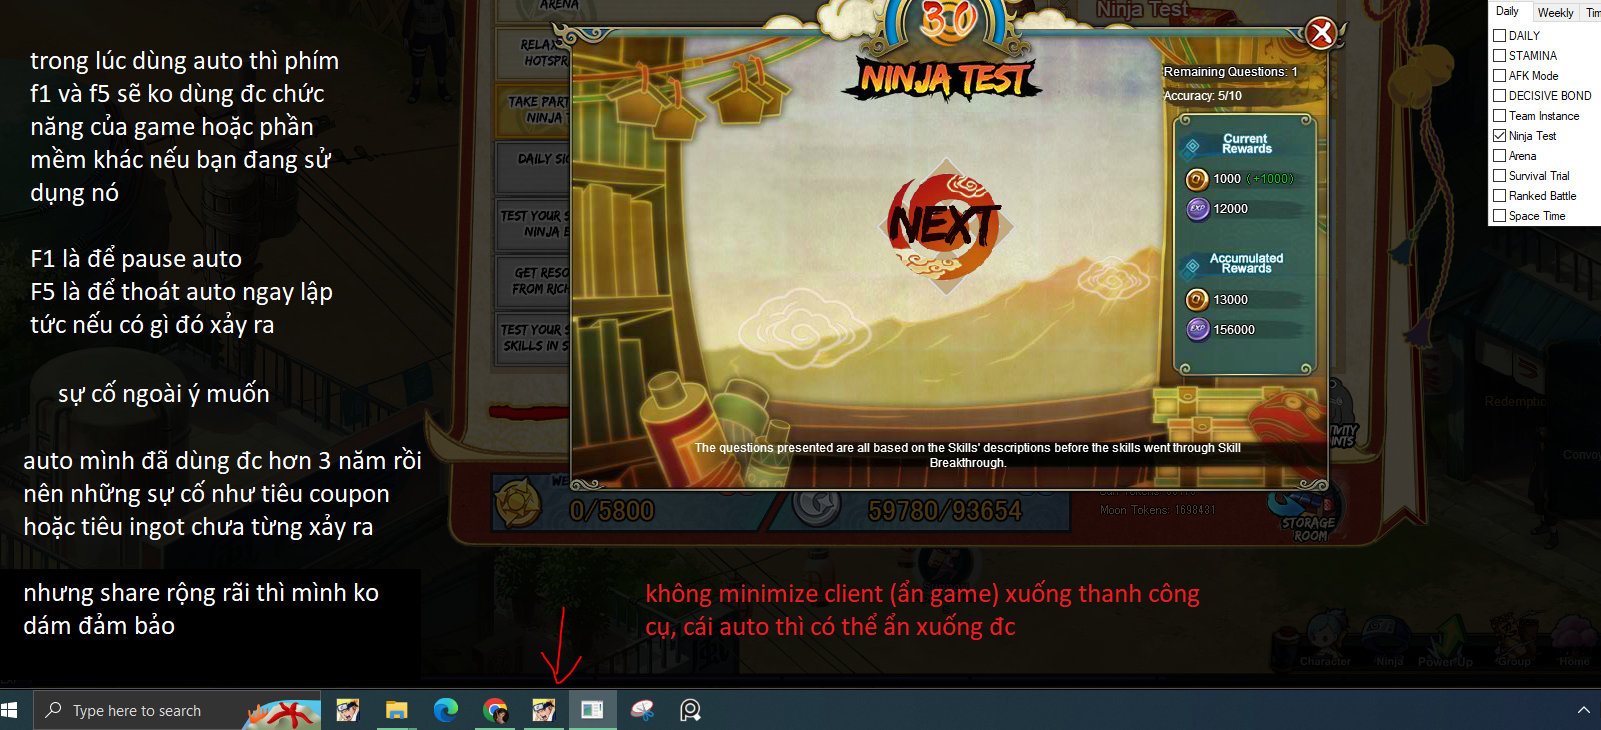 trong lúc dùng auto thì phím
f1 và f5 sẽ ko dùng đc chức
năng của game hoặc phần
mềm khác nếu bạn đang sử
dụng nó
F1 là để pause auto
F5 là để thoát auto ngay lập
tức nếu có gì đó xảy ra
sự cố ngoài ý muốn
auto mình đã dùng đc hơn 3 năm rồi
nên những sự cố như tiêu coupon
hoặc tiêu ingot chưa từng xảy ra
nhưng share rộng rãi thì mình ko
dám đảm bảo
ARENA
RELAX
HOTSPR
TAKE PART
NINJA T
DAILY SI
TEST YOUR S
NINJA E
GET RESO
FROM RICH
TEST YOUR S
SKILLS IN S
30
NINJA TEST
Ninja Test
Remaining Questions: 1
Accuracy: 5/10
NEXT
Current
Rewards
1000 (+1000)
EXP 12000
Accumulated
Rewards
13000
EXP 156000
The questions presented are all based on the Skills' descriptions before the skills went through Skill
Breakthrough.
0/5800
59780/93654
Moon Tokens: 1698431
STORAGE
ROOM
Redemptio
Convoy
không minimize client (ẩn game) xuống thanh công
cụ, cái auto thì có thể ẩn xuống đc
Character
Ninja
Power Up
Group
Home
Daily
Weekly
Tim
DAILY
STAMINA
AFK Mode
DECISIVE BOND
Team Instance
Ninja Test
Arena
Survival Trial
Ranked Battle
Space Time
Type here to search